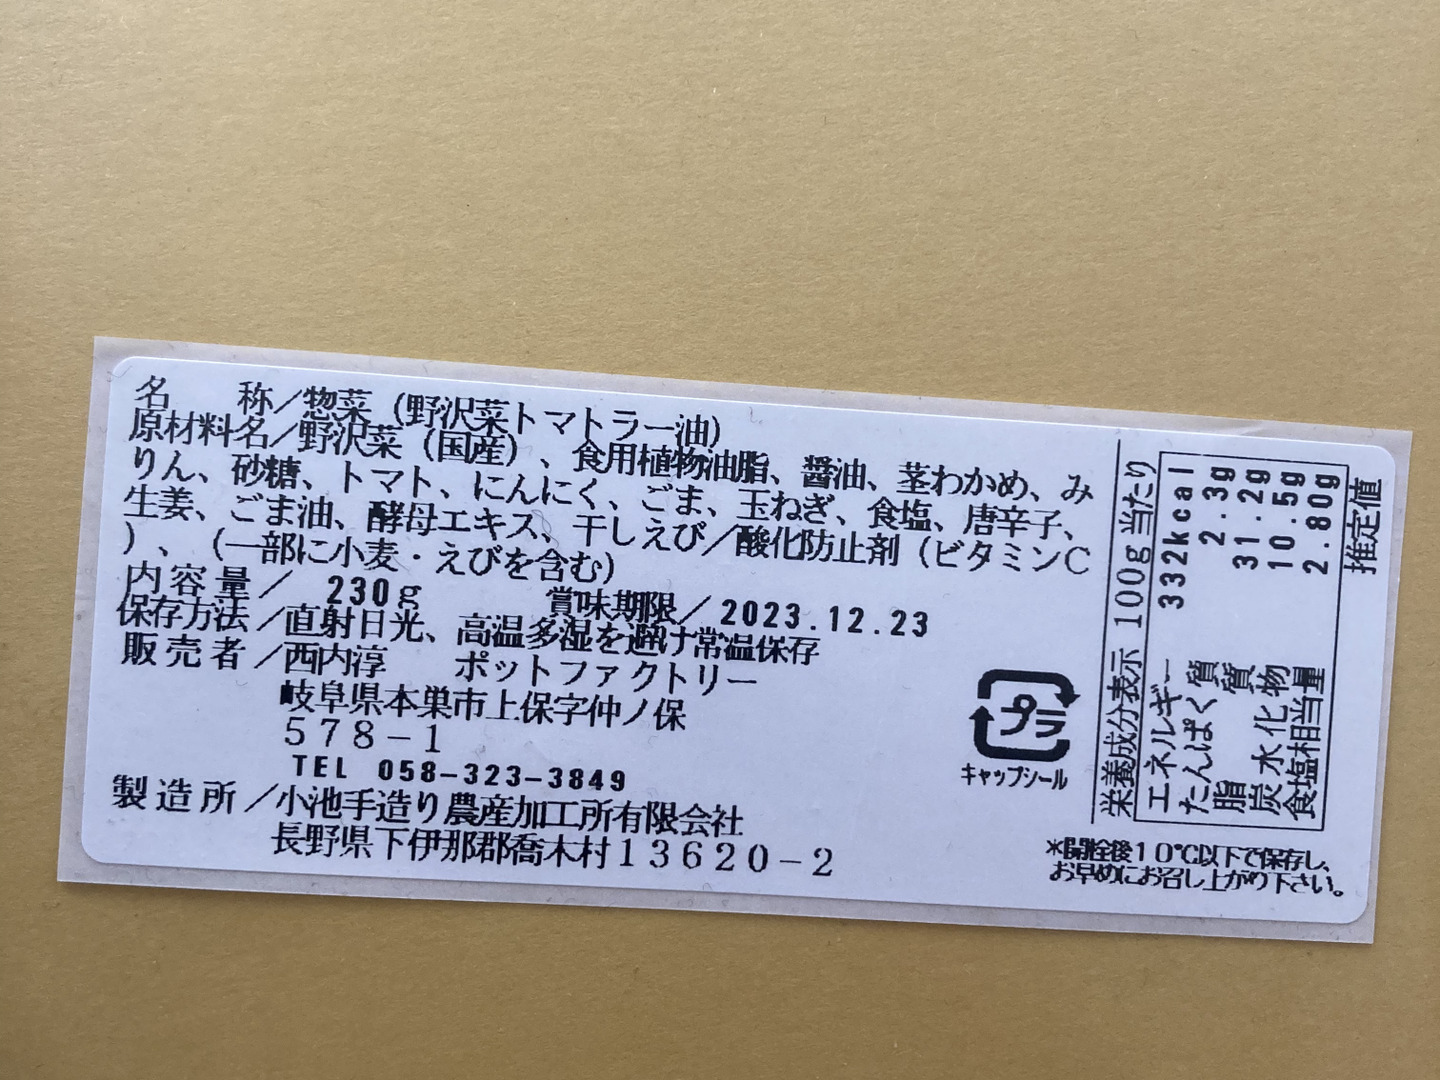 名　　称／惣菜（野沢菜トマトラー油）
原材料名／野沢菜（国産）、食用植物油脂、醤油、茎わかめ、み
りん、砂糖、トマト、にんにく、ごま、玉ねぎ、食塩、唐辛子、
生姜、ごま油、酵母エキス、干しえび／酸化防止剤（ビタミンC
）、（一部に小麦・えびを含む）
内容量／　230g　　賞味期限／2023.12.23
保存方法／直射日光、高温多湿を避け常温保存
販売者／西内淳　　ポットファクトリー
岐阜県本巣市上保字仲ノ保
578-1
TEL 058-323-3849
製造所／小池手造り農産加工所有限会社
長野県下伊那郡喬木村13620-2
プラ
キャップシール
栄養成分表示 100g当たり
エネルギー 332kcal
たんぱく質 2.3g
脂質 31.2g
炭水化物 10.5g
食塩相当量 2.80g
推定値
*開栓後10℃以下で保存し、
お早めにお召し上がり下さい。